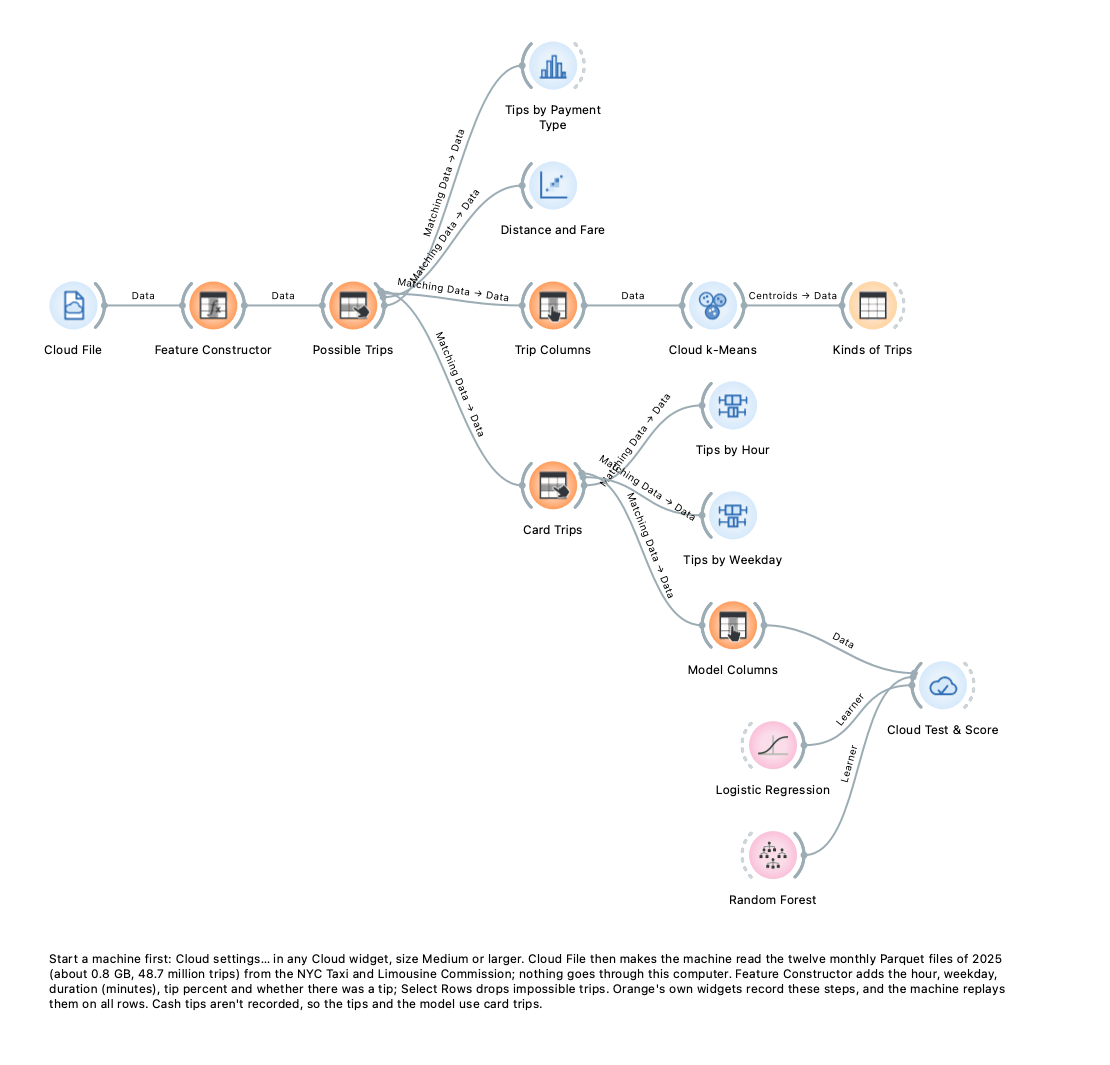 Matching Data → Data
Tips by Payment
Type
Matching Data → Data
Distance and Fare
Data
Data
Matching Data → Data
Data
Centroids → Data
Cloud File
Feature Constructor
Possible Trips
Trip Columns
Cloud k-Means
Kinds of Trips
Matching Data → Data
Matching Data → Data
Tips by Hour
Matching Data → Data
Card Trips
Tips by Weekday
Matching Data → Data
Model Columns
Data
Learner
Cloud Test & Score
Logistic Regression
Learner
Random Forest
Start a machine first: Cloud settings... in any Cloud widget, size Medium or larger. Cloud File then makes the machine read the twelve monthly Parquet files of 2025
(about 0.8 GB, 48.7 million trips) from the NYC Taxi and Limousine Commission; nothing goes through this computer. Feature Constructor adds the hour, weekday,
duration (minutes), tip percent and whether there was a tip; Select Rows drops impossible trips. Orange's own widgets record these steps, and the machine replays
them on all rows. Cash tips aren't recorded, so the tips and the model use card trips.